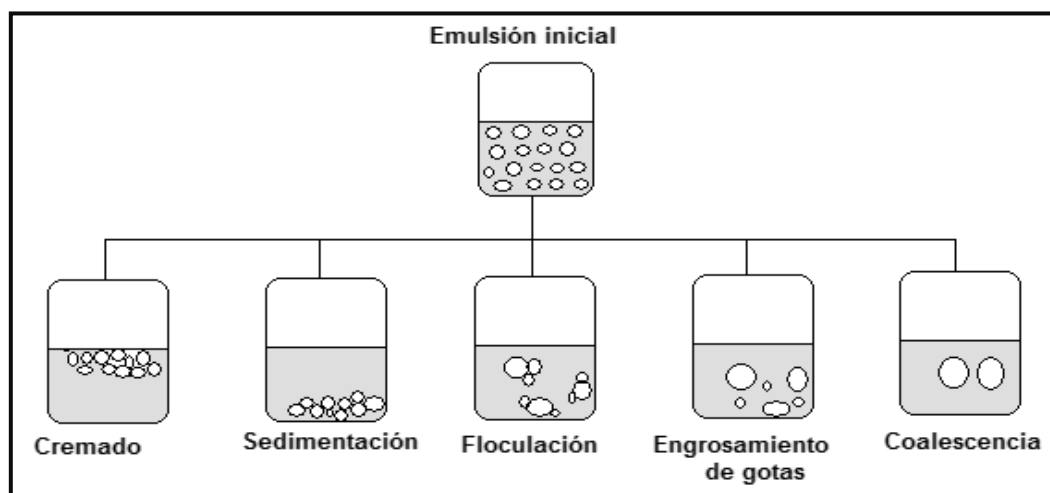 Emulsión inicial
Cremado
Sedimentación
Floculación
Engrosamiento
de gotas
Coalescencia